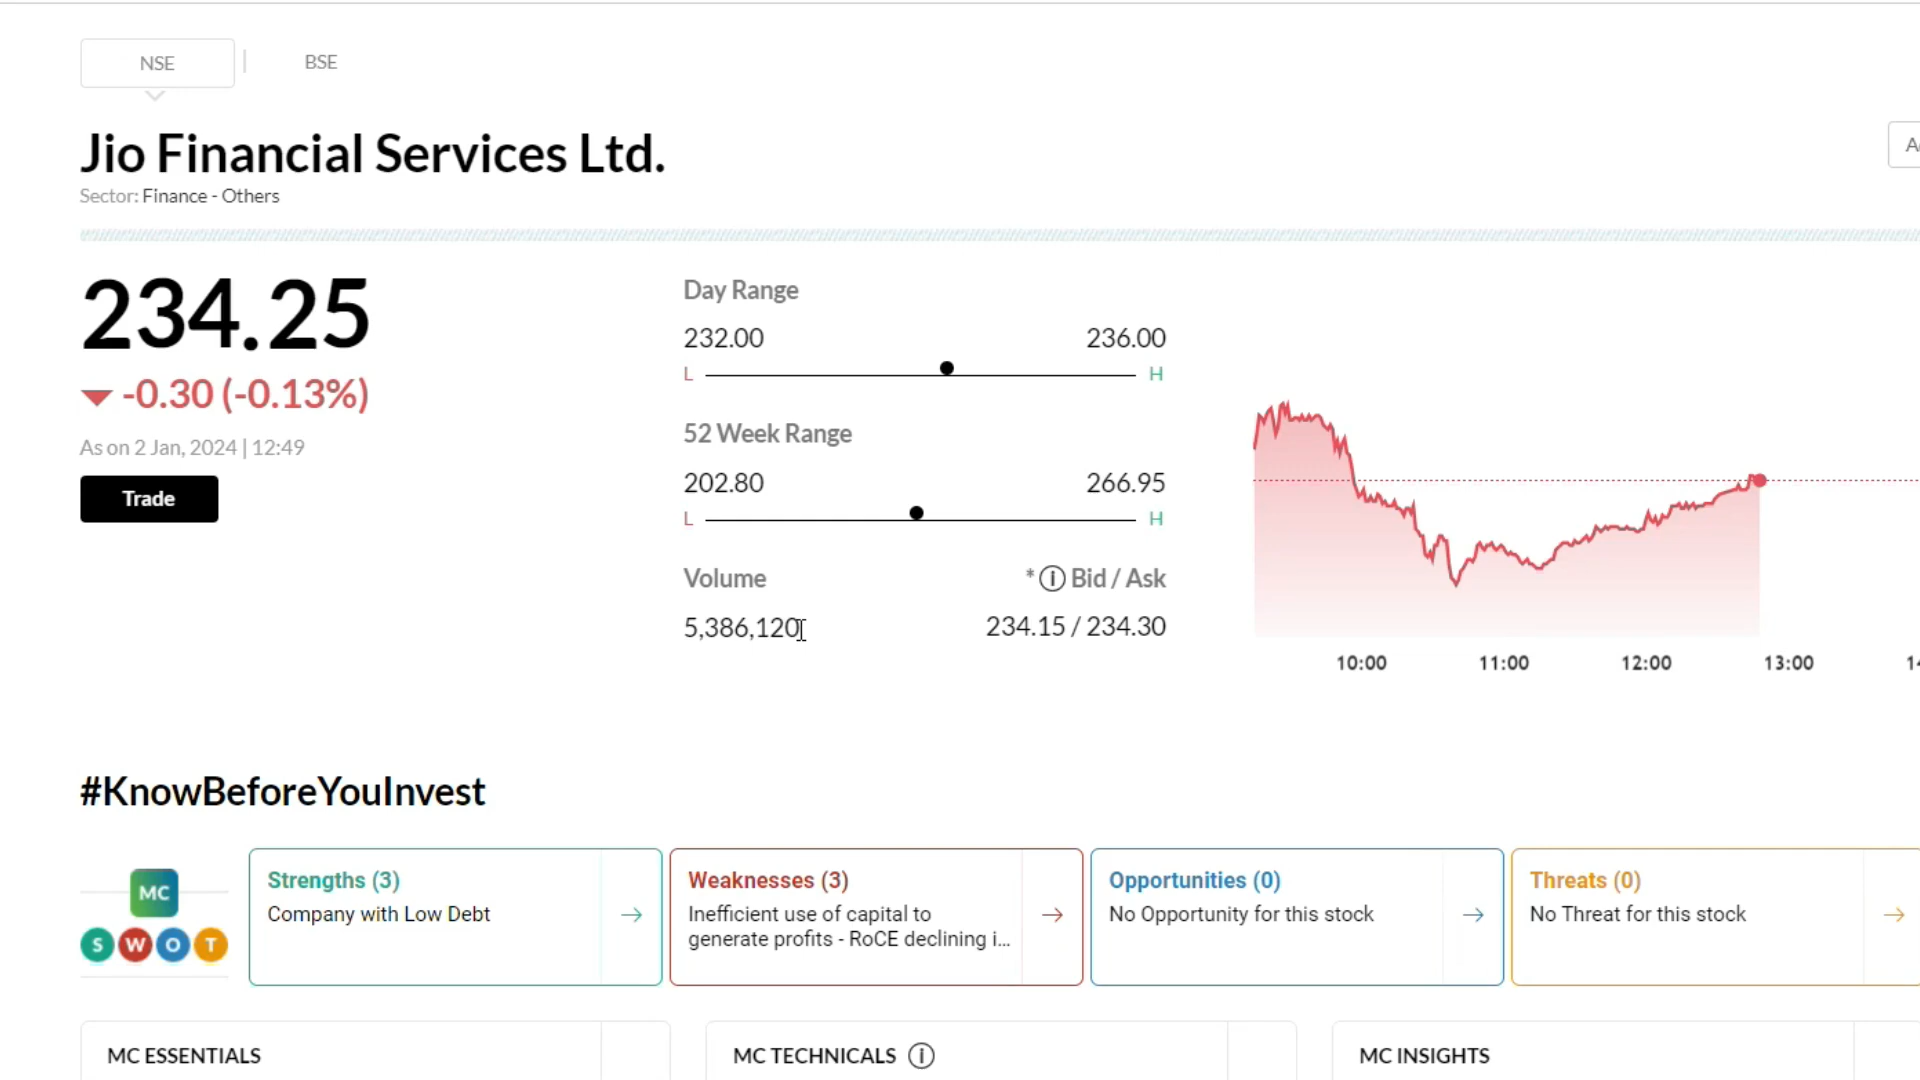 NSE | BSE
Jio Financial Services Ltd.
Sector: Finance - Others
234.25
-0.30 (-0.13%)
As on 2 Jan, 2024 | 12:49
Trade
Day Range
232.00 236.00
L H
52 Week Range
202.80 266.95
L H
Volume * i Bid / Ask
5,386,120 234.15 / 234.30
10:00 11:00 12:00 13:00
#KnowBeforeYouInvest
MC
S W O T
Strengths (3)
Company with Low Debt
Weaknesses (3)
Inefficient use of capital to
generate profits - RoCE declining i...
Opportunities (0)
No Opportunity for this stock
Threats (0)
No Threat for this stock
MC ESSENTIALS
MC TECHNICALS i
MC INSIGHTS